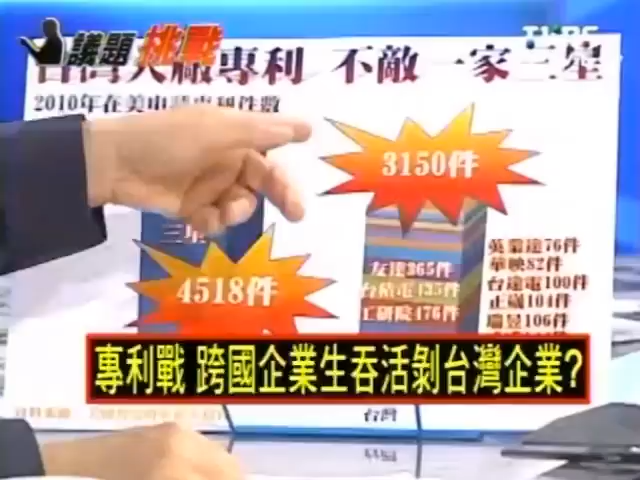 議題挑戰
TVBS
台灣大廠專利 不敵一家三星
2010年在美申請專利件數
3150件
三星
4518件
友達365件
台積電435件
工研院476件
英業達76件
華映82件
台達電100件
正崴104件
瑞昱106件
專利戰 跨國企業生吞活剝台灣企業?
資料來源
台灣